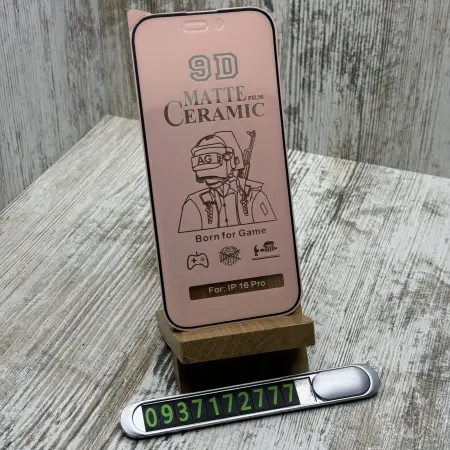 9D
MATTE FILM
CERAMIC
AG
Born for Game
For: IP 16 Pro
0937172777